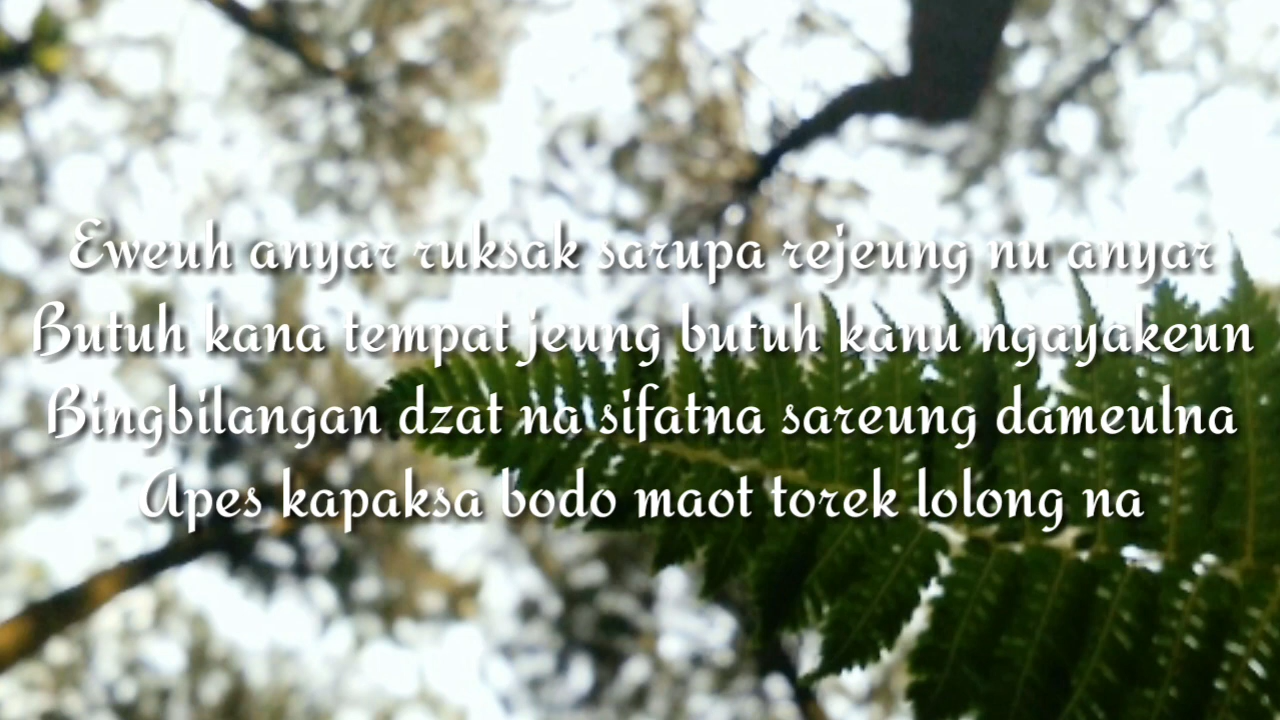 Eweuh anyar ruksak sarupa rejeung nu anyar
Butuh kana tempat jeung butuh kanu ngayakeun
Bingbilangan dzat na sifatna sareung dameulna
Apes kapaksa bodo maot torek lolong na